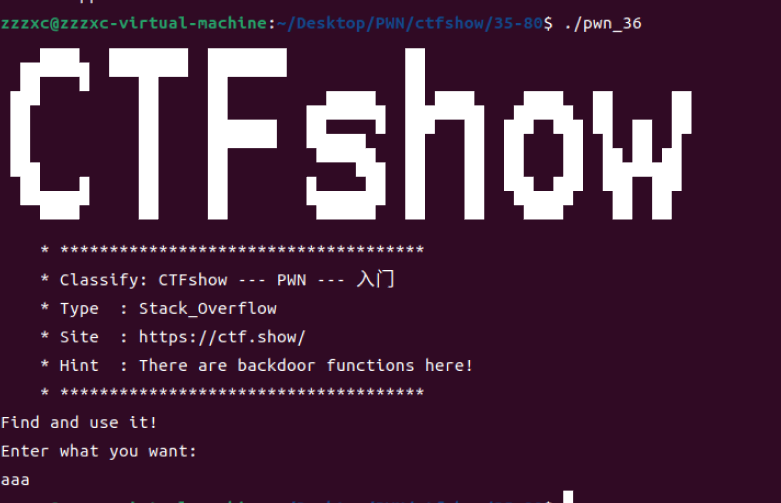 zzzxc@zzzxc-virtual-machine:~/Desktop/PWN/ctfshow/35-80$ ./pwn_36
CTFshow
* *************************************
* Classify: CTFshow --- PWN --- 入门
* Type  : Stack_Overflow
* Site  : https://ctf.show/
* Hint  : There are backdoor functions here!
* *************************************
Find and use it!
Enter what you want:
aaa